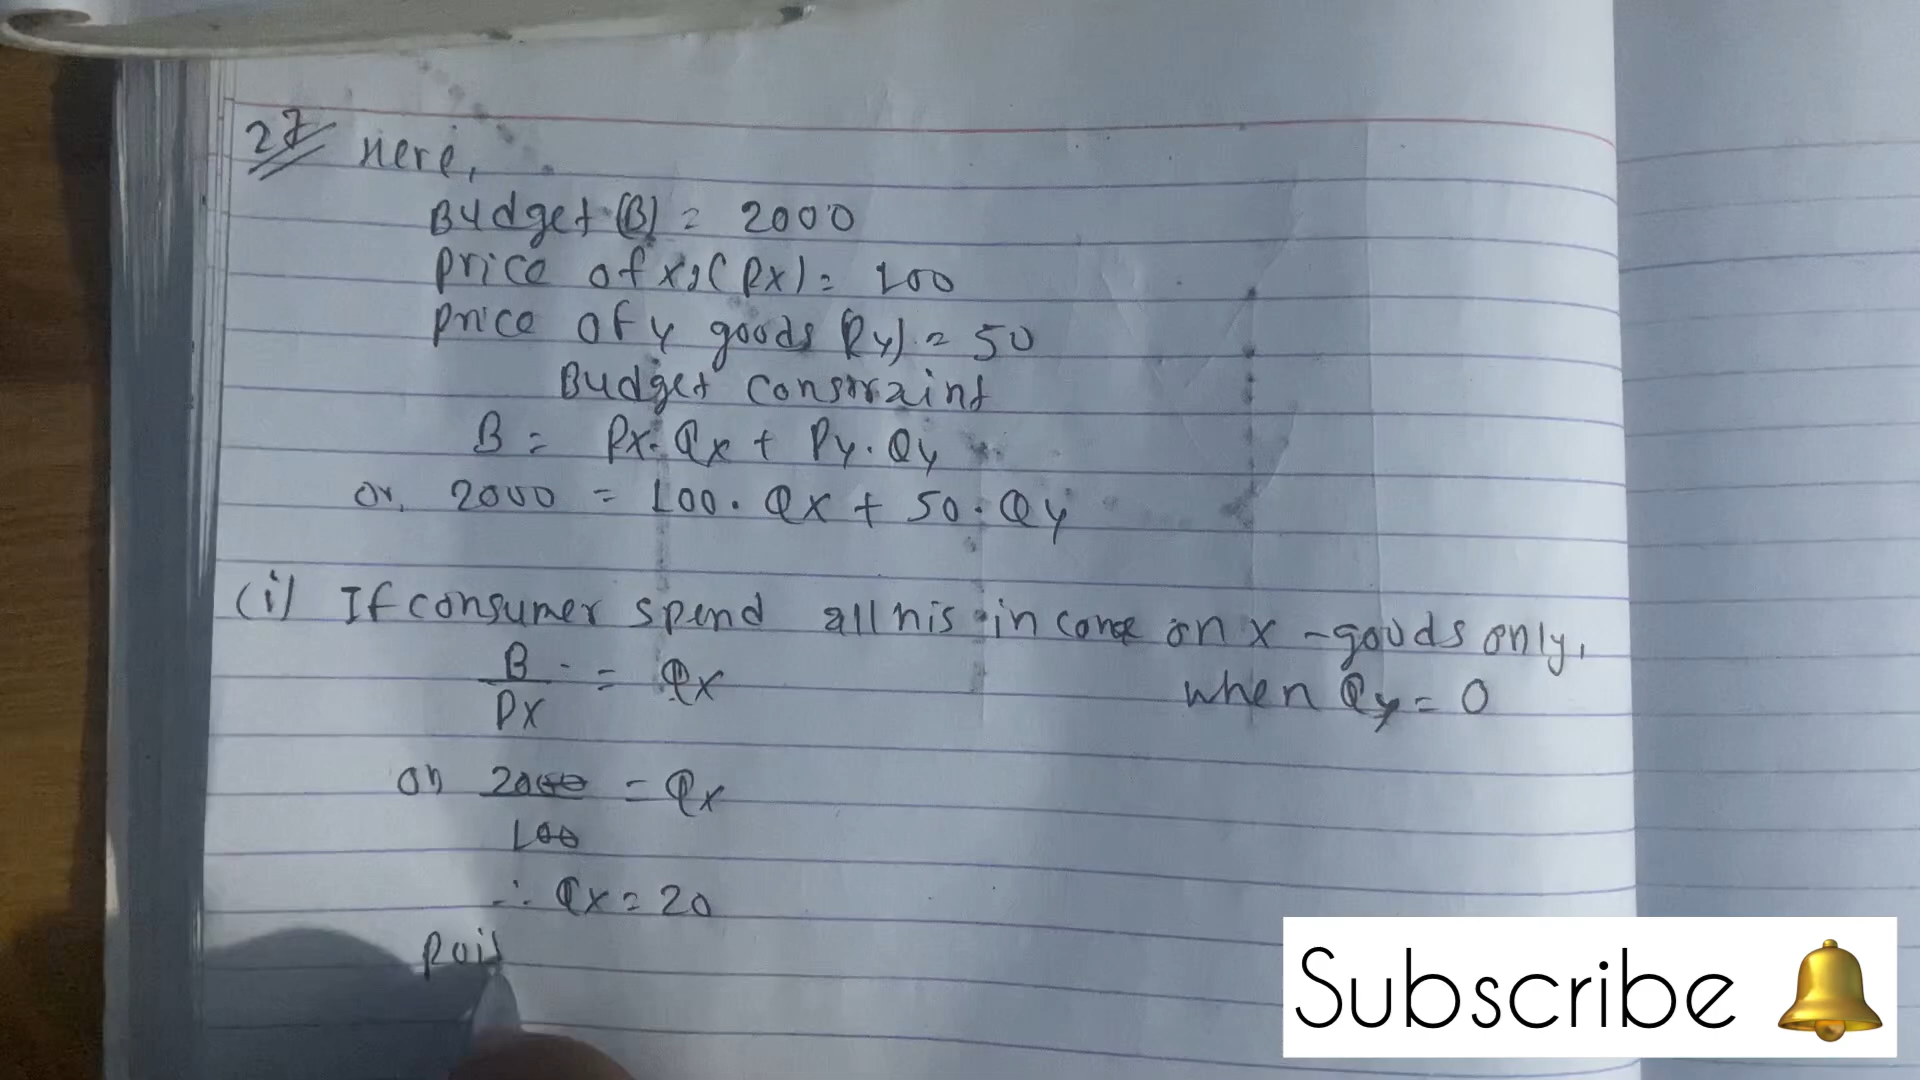 27 Here,
Budget (B) = 2000
price of x, (Px) = 100
price of y goods (Py) = 50
Budget constraint
B = Px. Qx + Py. Qy
or, 2000 = 100. Qx + 50. Qy
(i) If consumer spend all his income on x-goods only,
B/Px = Qx when Qy = 0
or 2000/100 = Qx
∴ Qx = 20
Poi
Subscribe 🔔